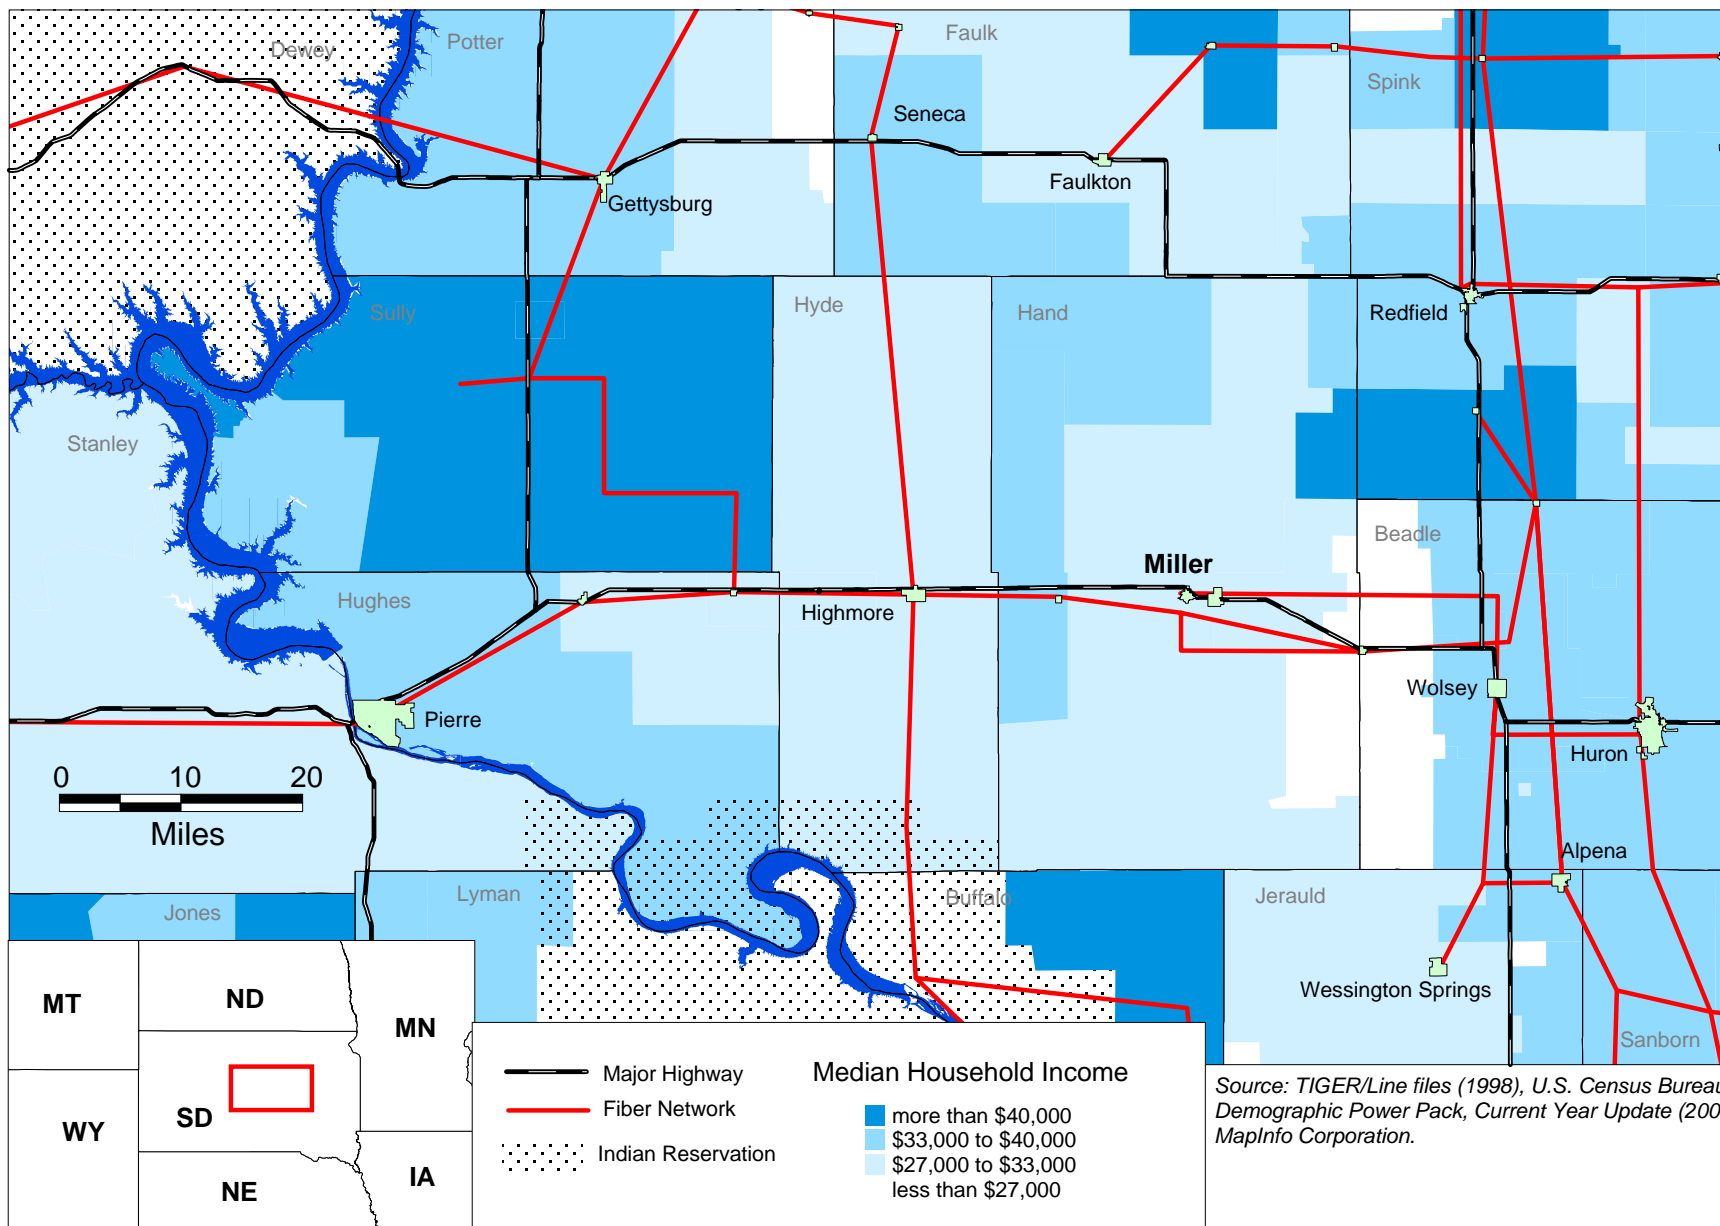 Dewey
Potter
Faulk
Spink
Seneca
Faulkton
Gettysburg
Sully
Hyde
Hand
Redfield
Stanley
Beadle
Miller
Hughes
Highmore
Wolsey
Pierre
Huron
0 10 20
Miles
Alpena
Lyman
Buffalo
Jerauld
Jones
Wessington Springs
Sanborn
MT
ND
MN
WY
SD
NE
IA
Major Highway
Fiber Network
Indian Reservation
Median Household Income
more than $40,000
$33,000 to $40,000
$27,000 to $33,000
less than $27,000
Source: TIGER/Line files (1998), U.S. Census Bureau
Demographic Power Pack, Current Year Update (200
MapInfo Corporation.